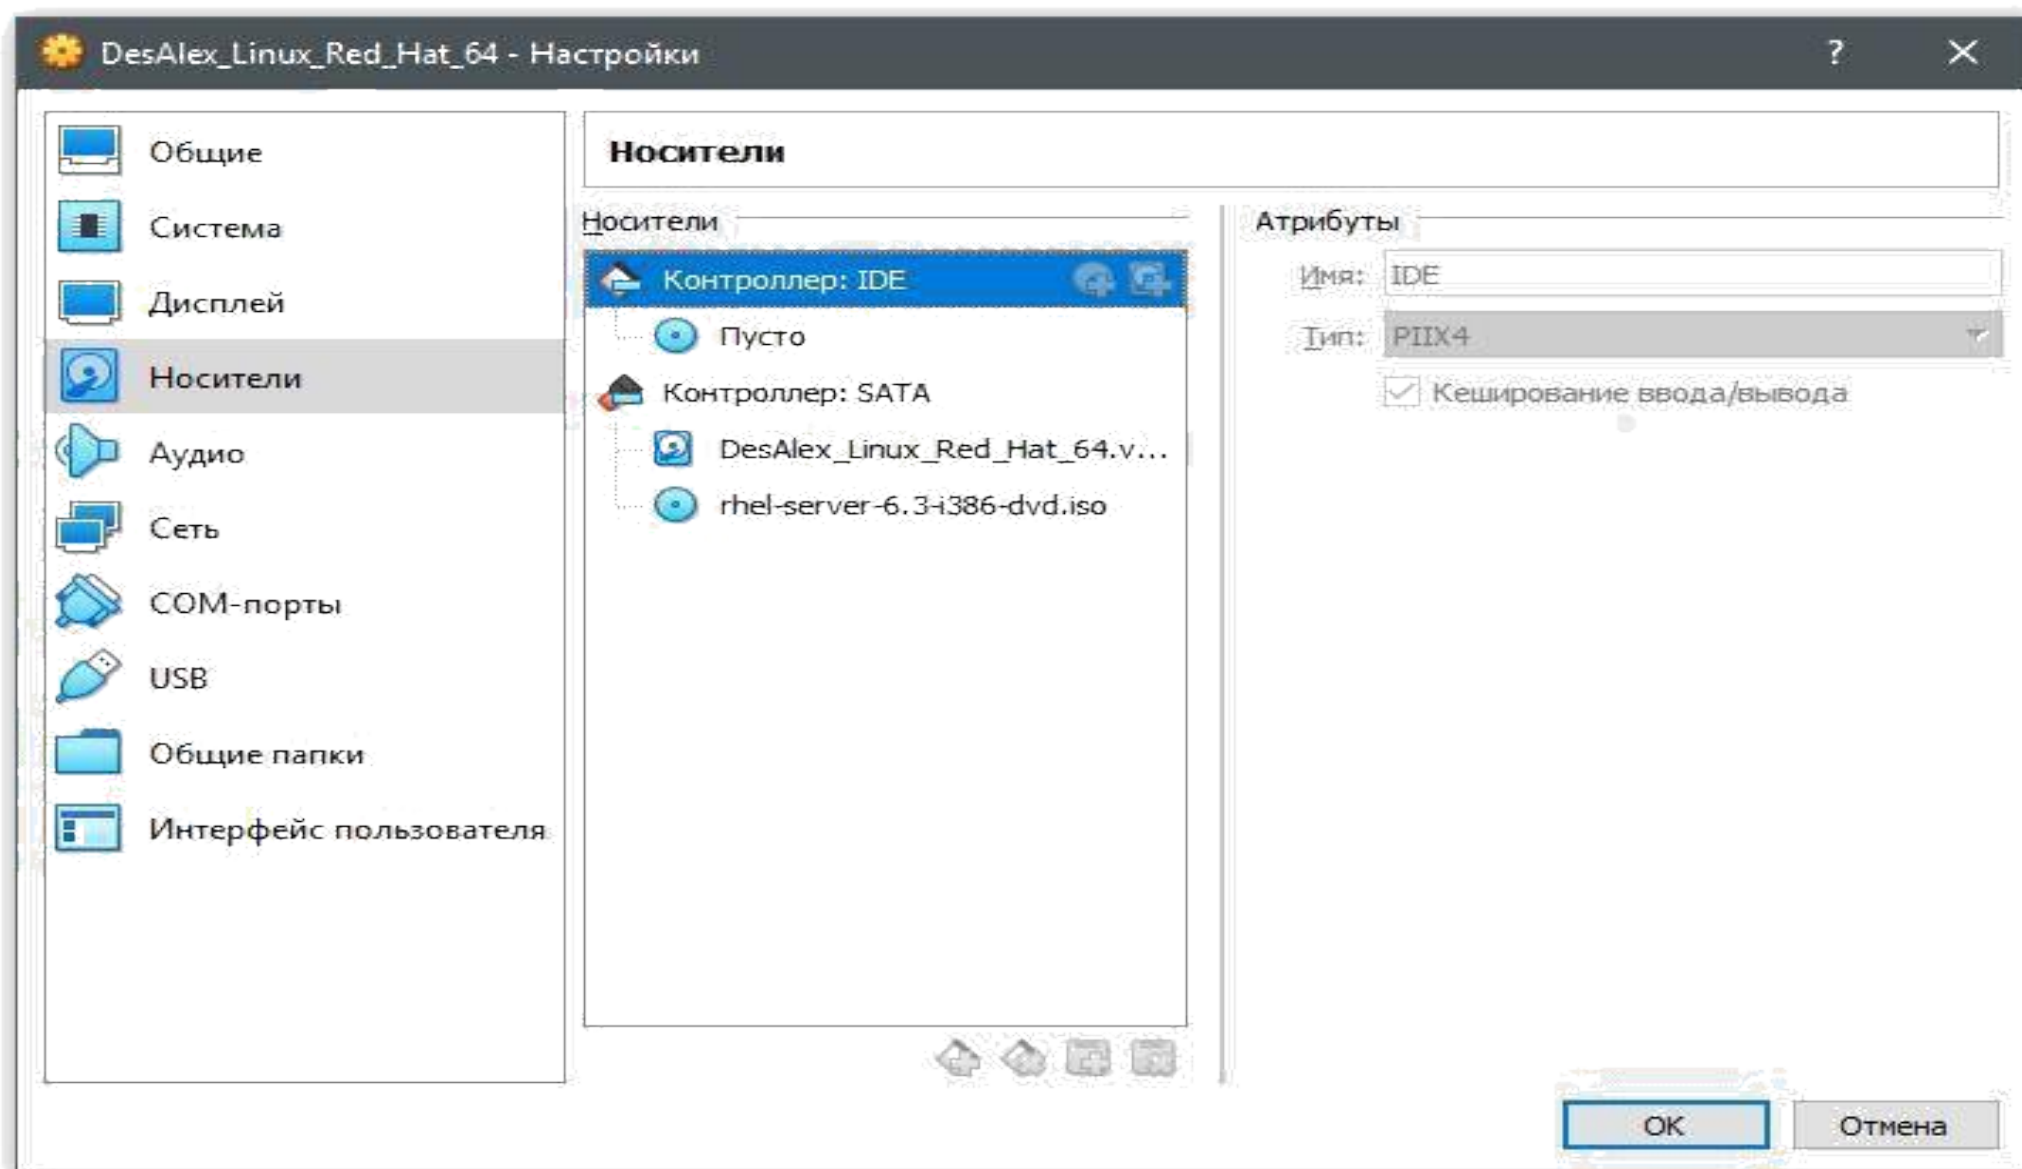 DesAlex_Linux_Red_Hat_64 - Настройки
?
Общие
Система
Дисплей
Носители
Аудио
Сеть
COM-порты
USB
Общие папки
Интерфейс пользователя
Носители
Носители
Контроллер: IDE
Пусто
Контроллер: SATA
DesAlex_Linux_Red_Hat_64.v...
rhel-server-6.3-i386-dvd.iso
Атрибуты
Имя: IDE
Тип: PIIX4
Кеширование ввода/вывода
OK
Отмена